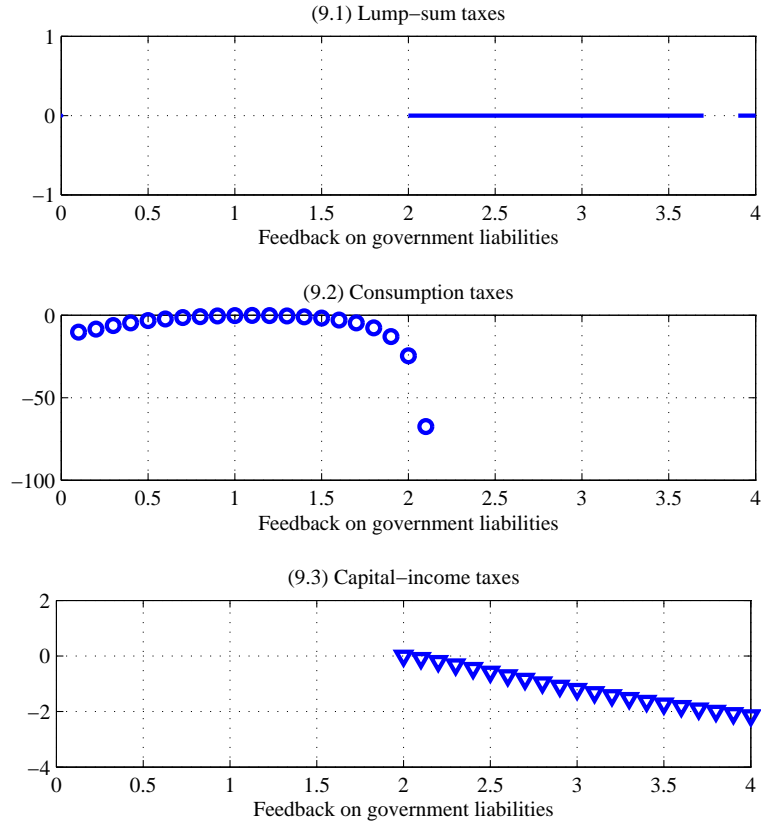 (9.1) Lump−sum taxes
1
0
−1
0 0.5 1 1.5 2 2.5 3 3.5 4
Feedback on government liabilities
(9.2) Consumption taxes
0
−50
−100
0 0.5 1 1.5 2 2.5 3 3.5 4
Feedback on government liabilities
(9.3) Capital−income taxes
2
0
−2
−4
0 0.5 1 1.5 2 2.5 3 3.5 4
Feedback on government liabilities